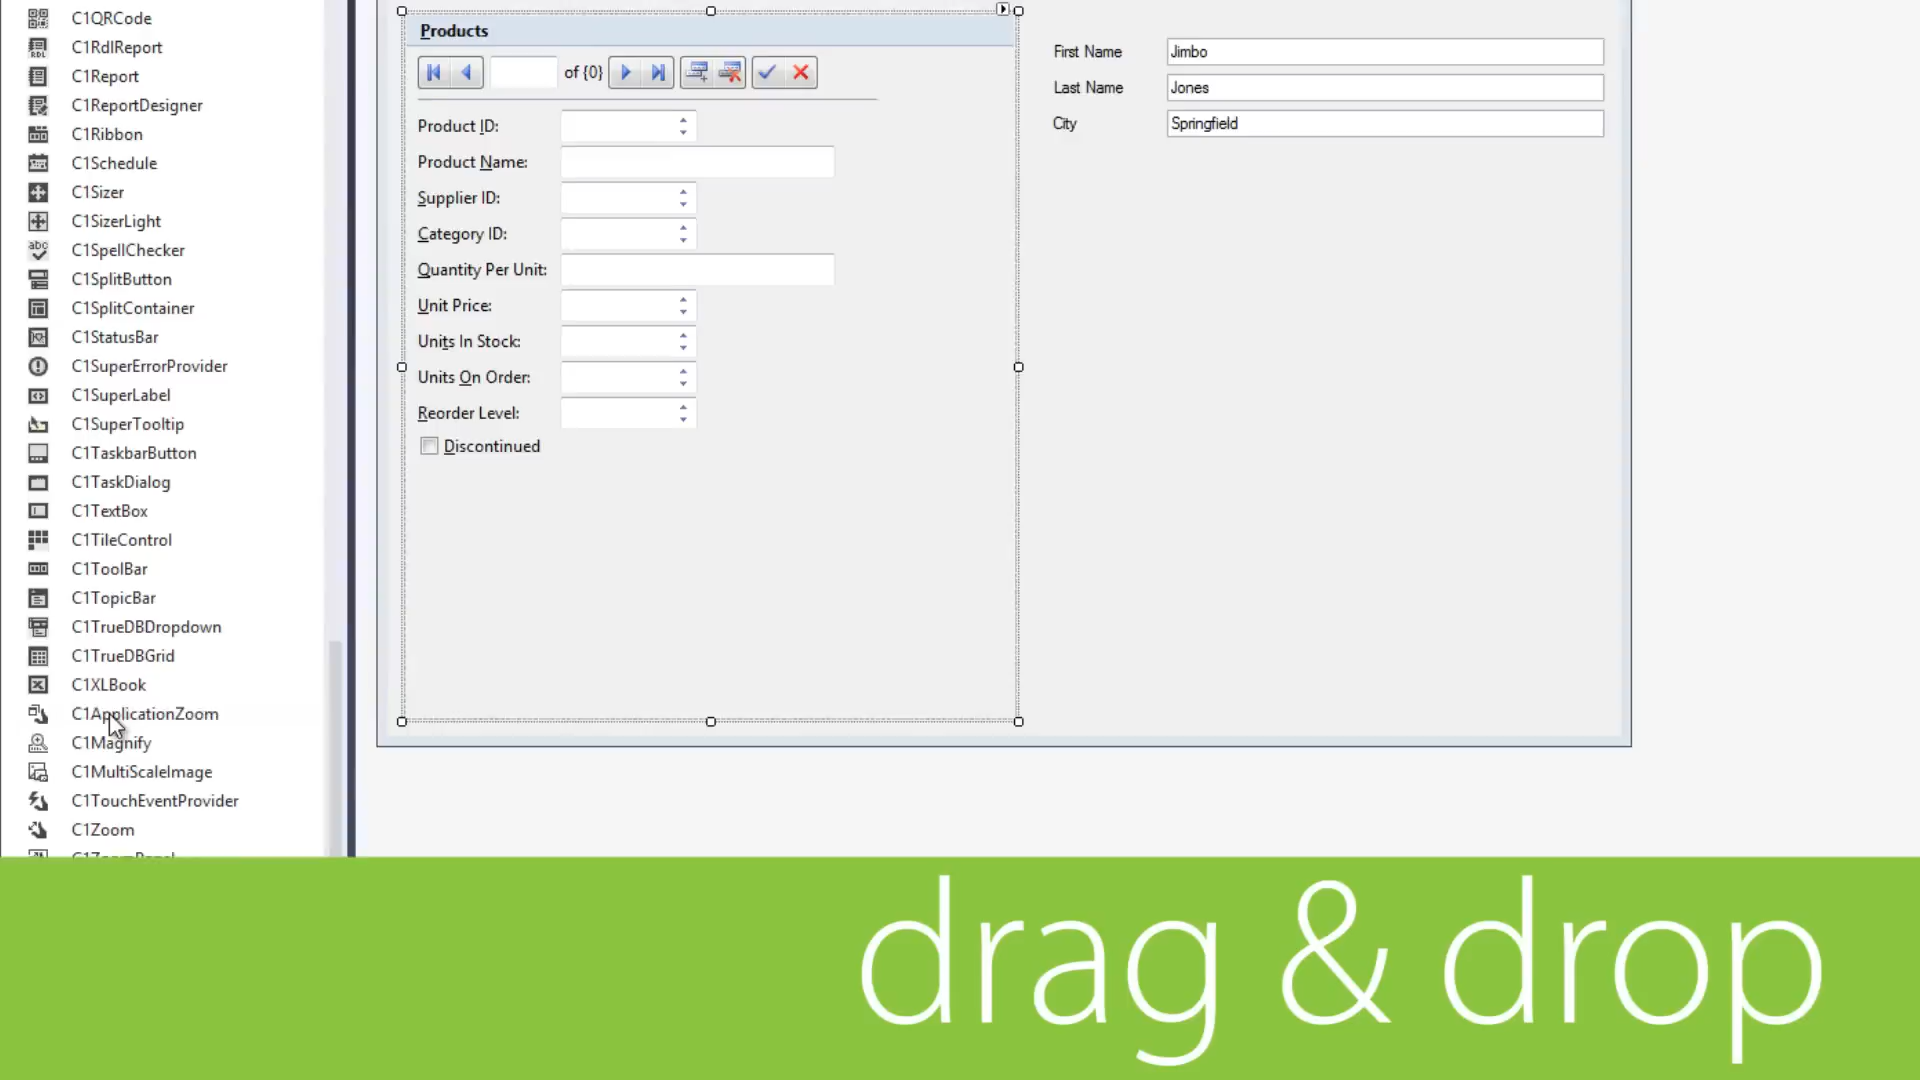 C1QRCode
C1RdlReport
C1Report
C1ReportDesigner
C1Ribbon
C1Schedule
C1Sizer
C1SizerLight
C1SpellChecker
C1SplitButton
C1SplitContainer
C1StatusBar
C1SuperErrorProvider
C1SuperLabel
C1SuperTooltip
C1TaskbarButton
C1TaskDialog
C1TextBox
C1TileControl
C1ToolBar
C1TopicBar
C1TrueDBDropdown
C1TrueDBGrid
C1XLBook
C1ApplicationZoom
C1Magnify
C1MultiScaleImage
C1TouchEventProvider
C1Zoom
Products
of {0}
Product ID:
Product Name:
Supplier ID:
Category ID:
Quantity Per Unit:
Unit Price:
Units In Stock:
Units On Order:
Reorder Level:
Discontinued
First Name Jimbo
Last Name Jones
City Springfield
drag & drop